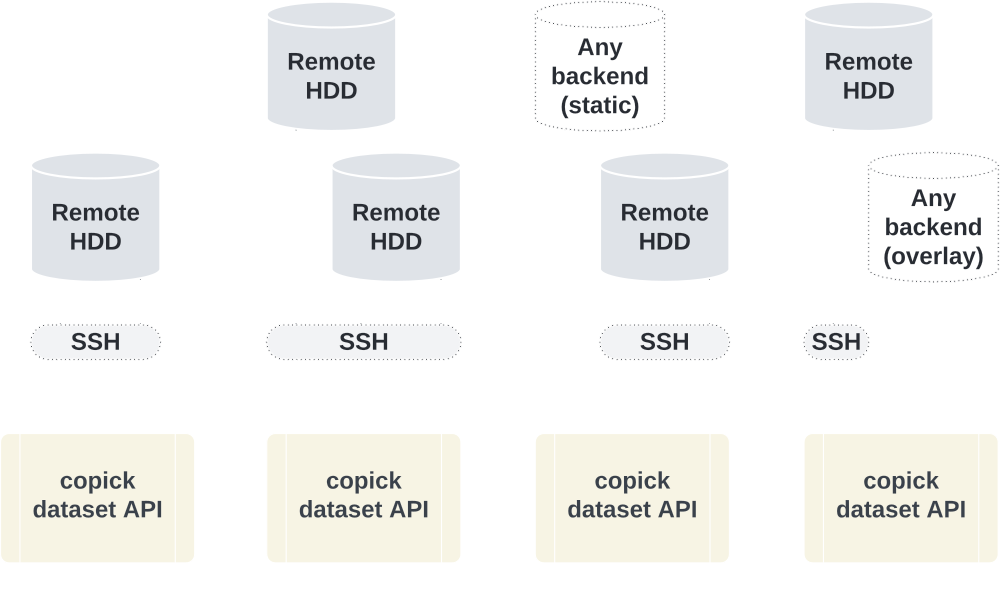 Remote
HDD
Any
backend
(static)
Remote
HDD
Remote
HDD
Remote
HDD
Remote
HDD
Any
backend
(overlay)
SSH
SSH
SSH
SSH
copick
dataset API
copick
dataset API
copick
dataset API
copick
dataset API